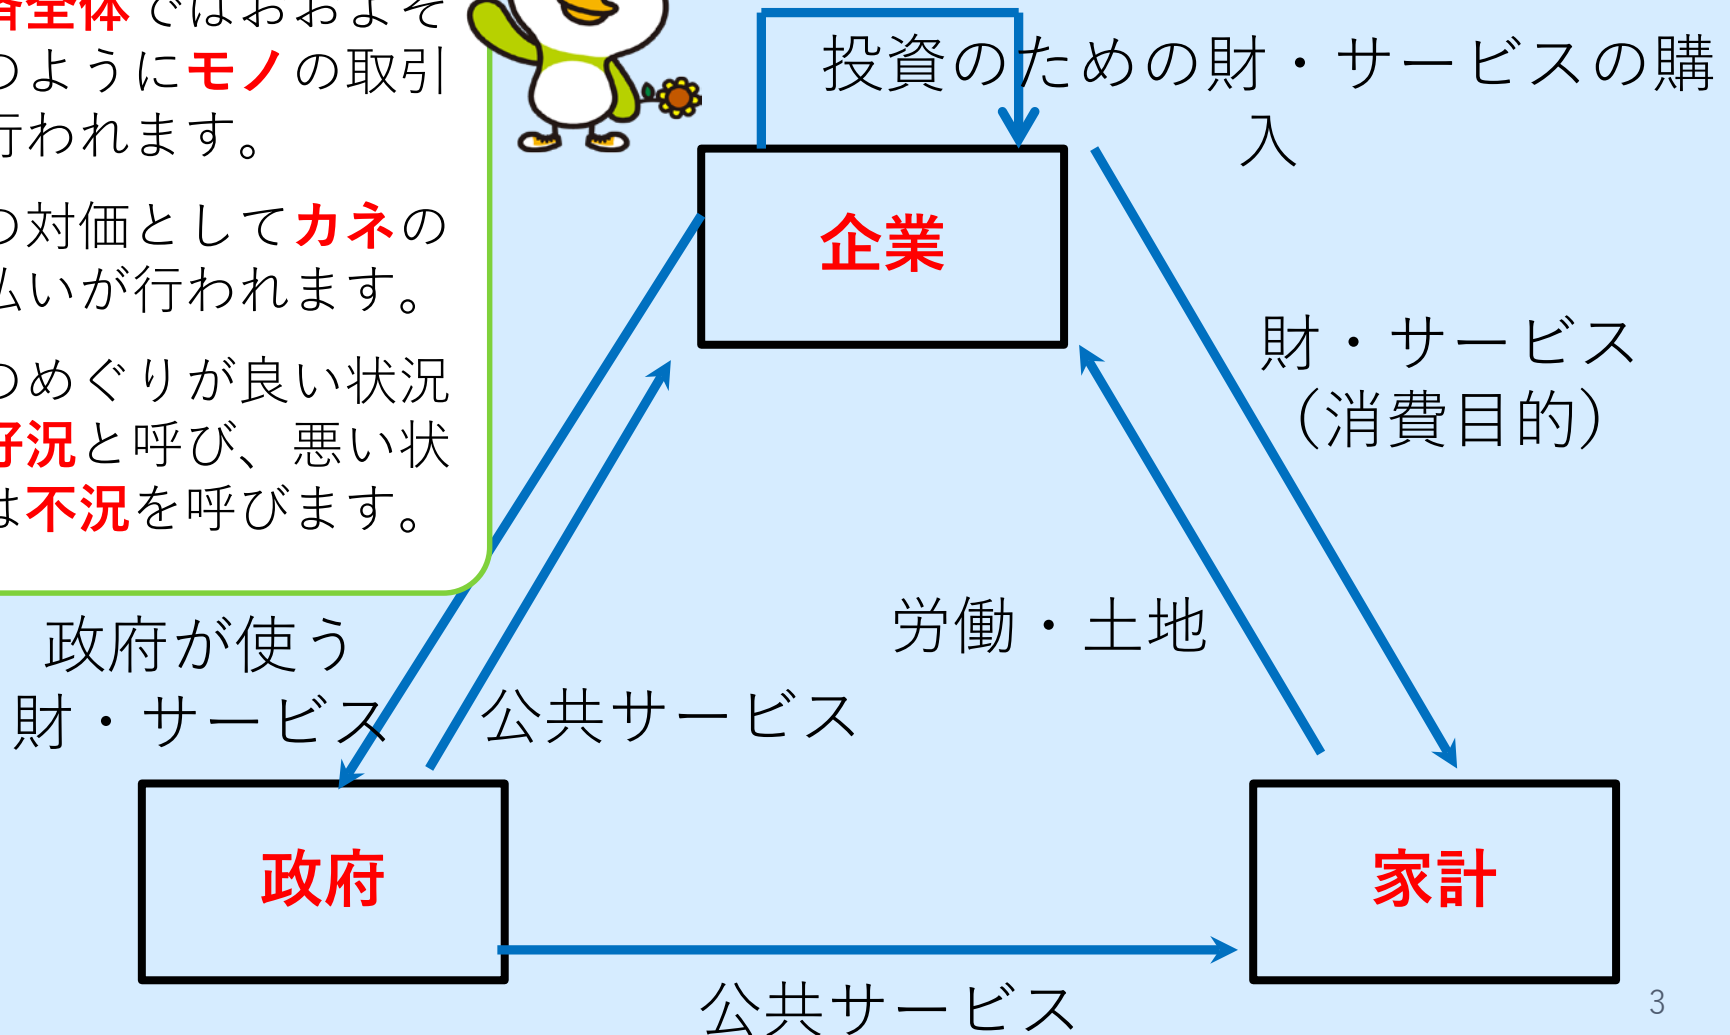 済全体ではおおよそ
のようにモノの取引
行われます。
の対価としてカネの
払いが行われます。
のめぐりが良い状況
好況と呼び、悪い状
は不況を呼びます。
投資のための財・サービスの購
入
企業
財・サービス
（消費目的）
労働・土地
政府が使う
財・サービス
公共サービス
政府
家計
公共サービス
3